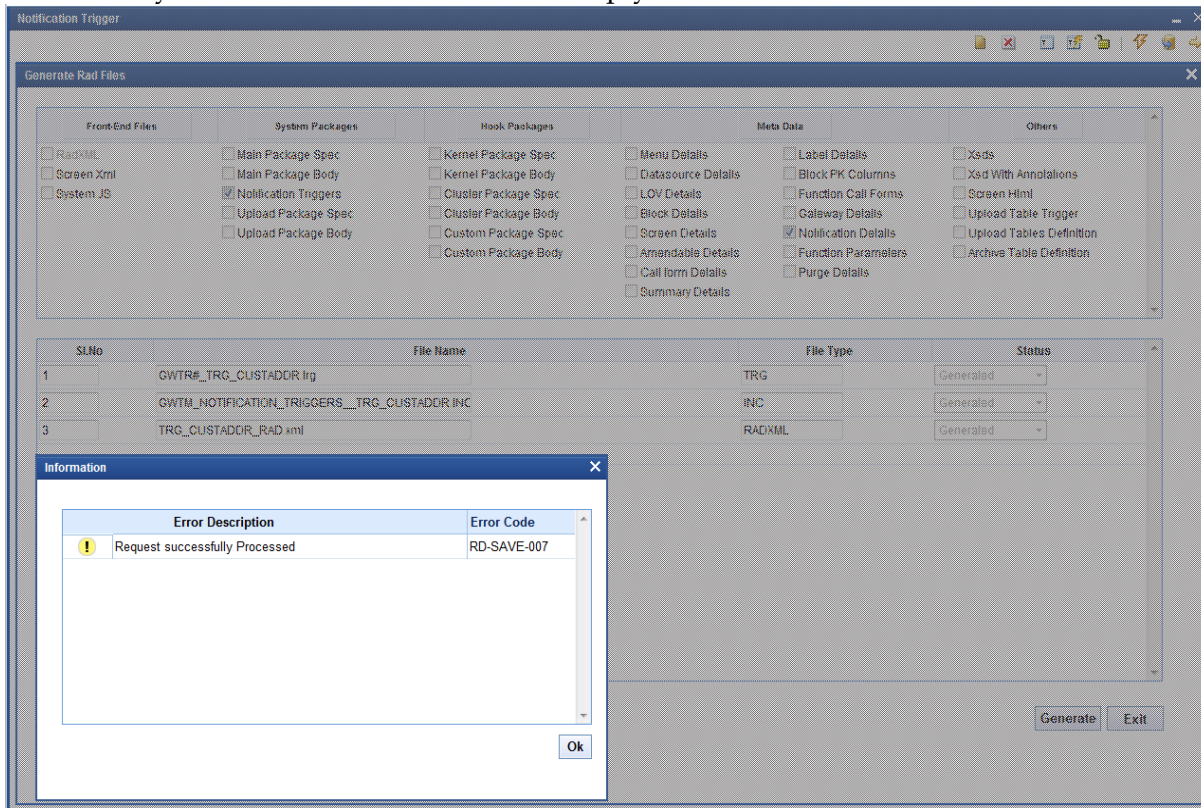 Notification Trigger
Generate Rad Files
Front-End Files System Packages Hook Packages Meta Data Others
RadXML Main Package Spec Kernel Package Spec Menu Details Label Details Xsds
Screen Xml Main Package Body Kernel Package Body Datasource Details Block PK Columns Xsd With Annotations
System JS Notification Triggers Cluster Package Spec LOV Details Function Call Forms Screen Html
Upload Package Spec Cluster Package Body Block Details Gateway Details Upload Table Trigger
Upload Package Body Custom Package Spec Screen Details Notification Details Upload Tables Definition
Custom Package Body Amendable Details Function Parameters Archive Table Definition
Call form Details Purge Details
Summary Details
Sl.No File Name File Type Status
1 GWTR#_TRG_CUSTADDR.trg TRG Generated
2 GWTM_NOTIFICATION_TRIGGERS__TRG_CUSTADDR.INC INC Generated
3 TRG_CUSTADDR_RAD.xml RADXML Generated
Information
Error Description Error Code
Request successfully Processed RD-SAVE-007
Ok
Generate Exit